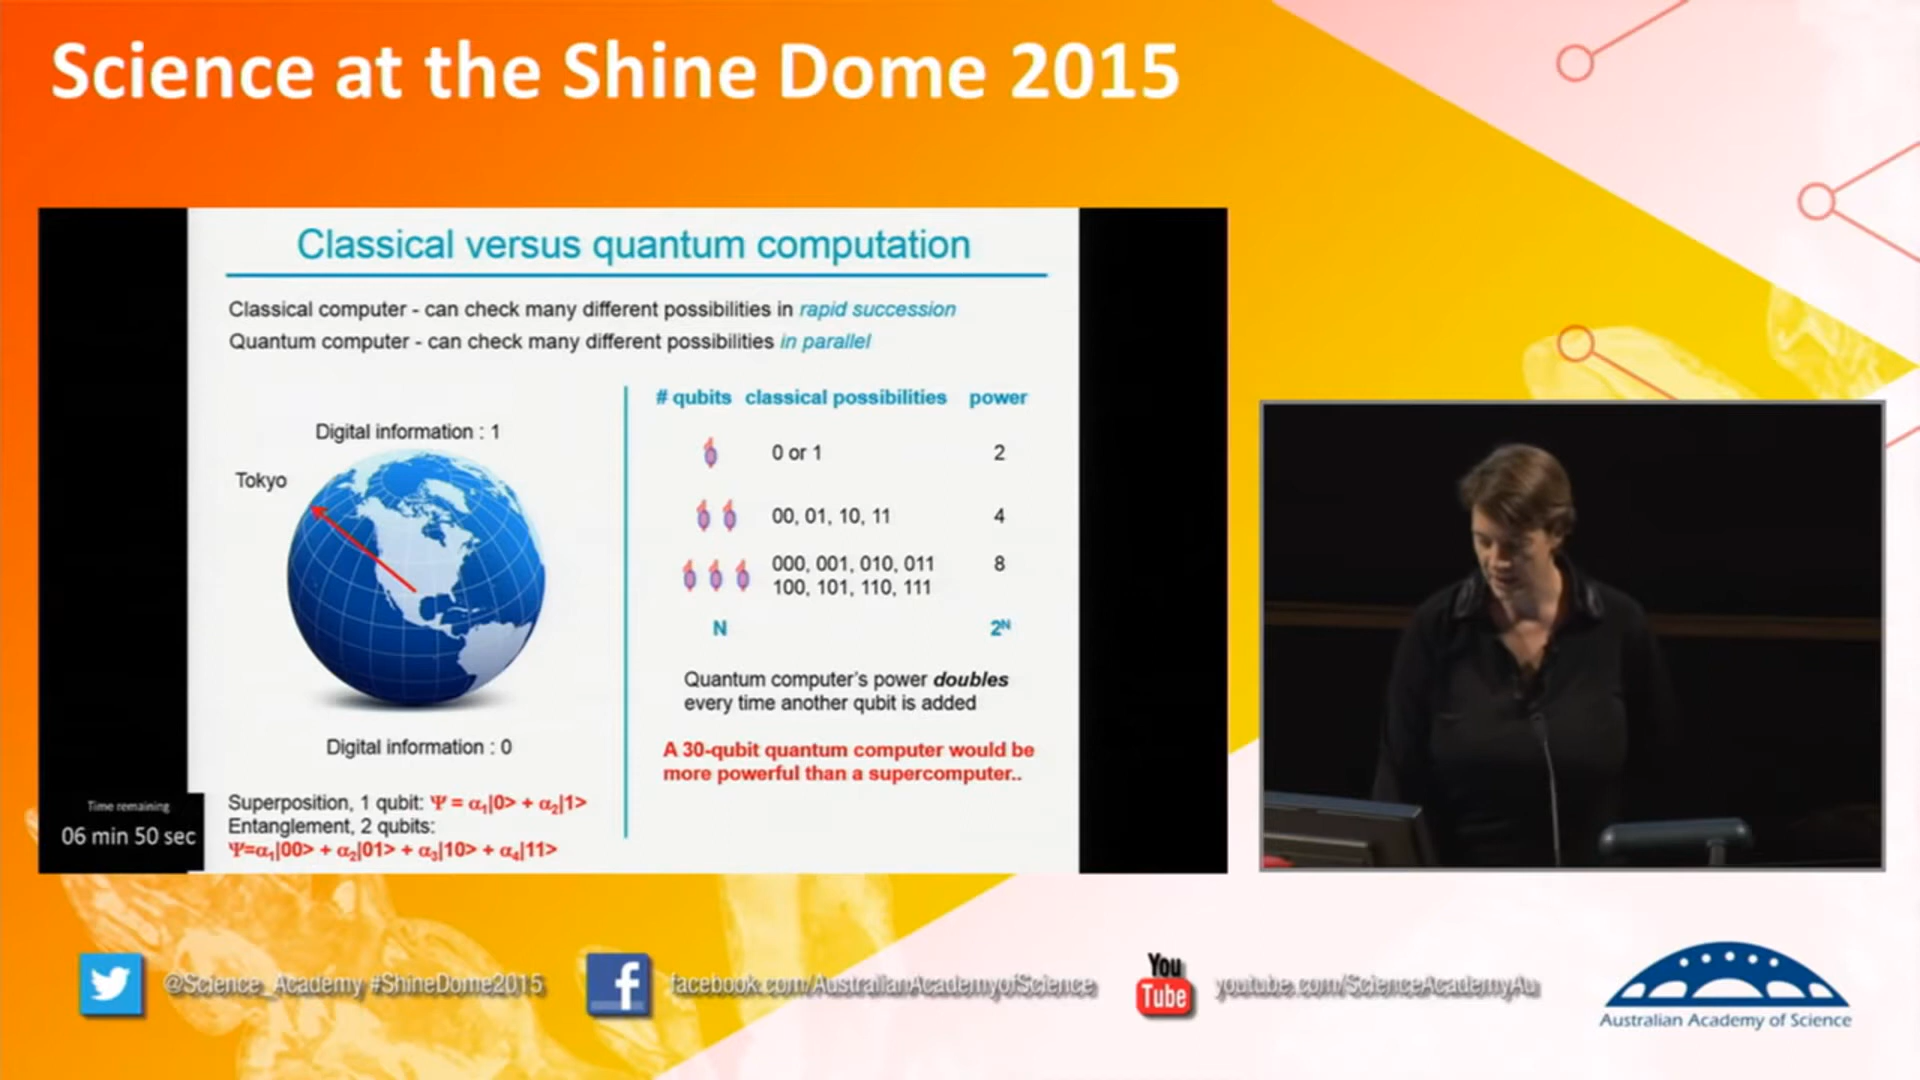 Science at the Shine Dome 2015
Classical versus quantum computation
Classical computer - can check many different possibilities in rapid succession
Quantum computer - can check many different possibilities in parallel
Digital information : 1
Tokyo
Digital information : 0
Superposition, 1 qubit: Ψ = α₁|0> + α₂|1>
Entanglement, 2 qubits:
Ψ=α₁|00> + α₂|01> + α₃|10> + α₄|11>
# qubits classical possibilities power
0 or 1 2
00, 01, 10, 11 4
000, 001, 010, 011 8
100, 101, 110, 111
N 2ᴺ
Quantum computer's power doubles
every time another qubit is added
A 30-qubit quantum computer would be
more powerful than a supercomputer..
Time remaining
06 min 50 sec
@Science_Academy #ShineDome2015
facebook.com/AustralianAcademyofScience
You
Tube
youtube.com/ScienceAcademyAu
Australian Academy of Science